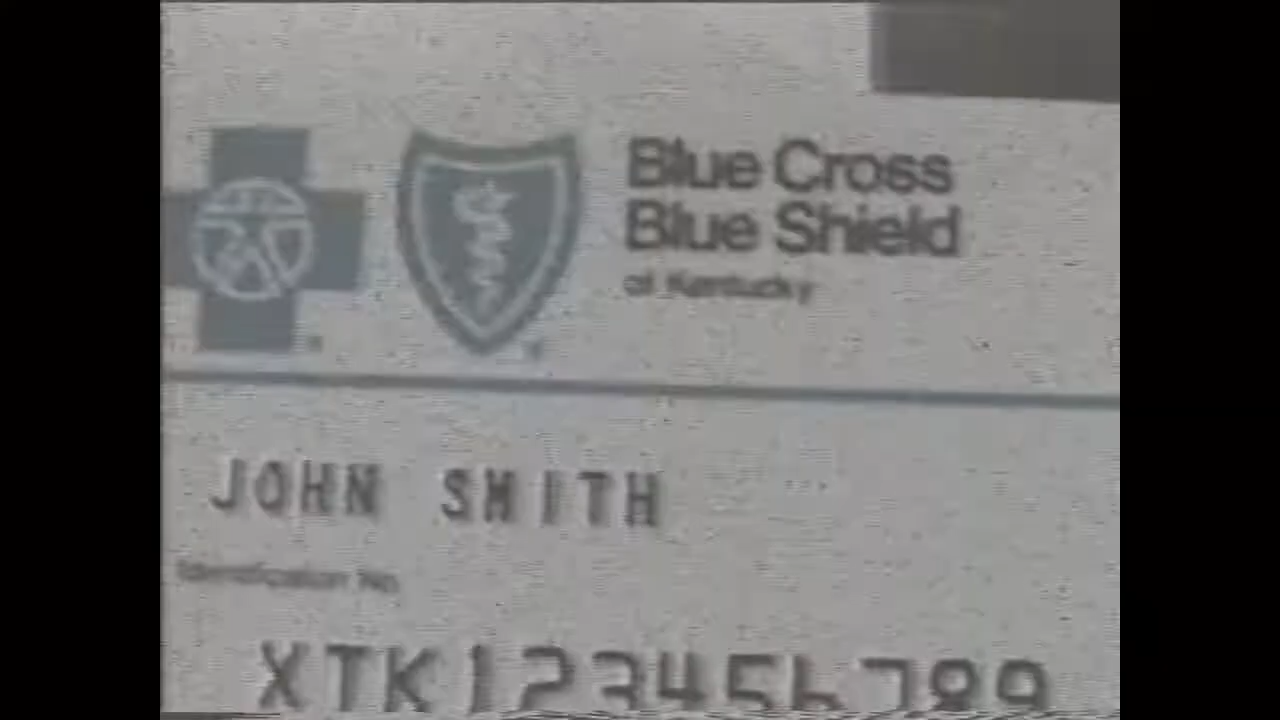 Blue Cross
Blue Shield
of Kentucky
JOHN SMITH
Identification No.
XTK123456789